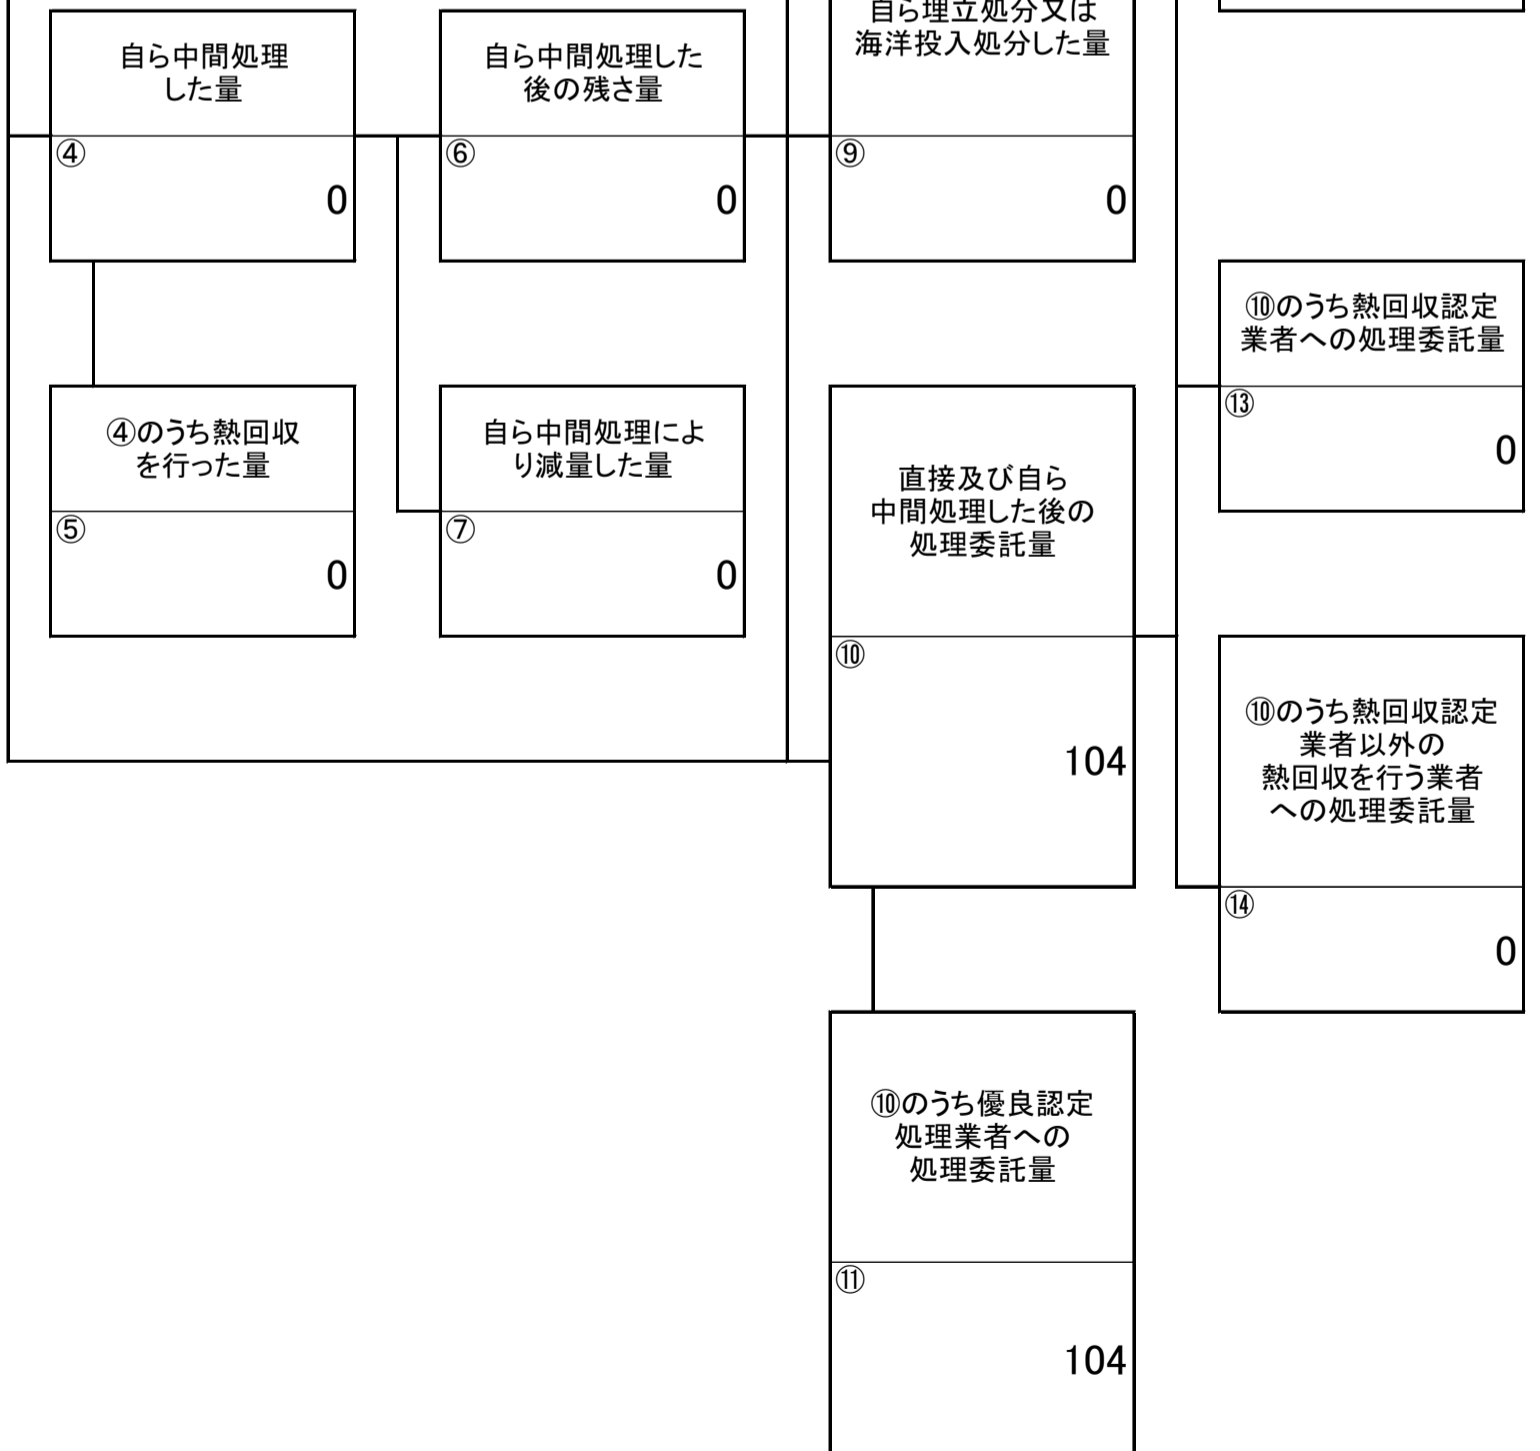 自ら中間処理
した量
④
0
自ら中間処理した
後の残さ量
⑥
0
自ら埋立処分又は
海洋投入処分した量
⑨
0
⑩のうち熱回収認定
業者への処理委託量
⑬
0
④のうち熱回収
を行った量
⑤
0
自ら中間処理によ
り減量した量
⑦
0
直接及び自ら
中間処理した後の
処理委託量
⑩
104
⑩のうち熱回収認定
業者以外の
熱回収を行う業者
への処理委託量
⑭
0
⑩のうち優良認定
処理業者への
処理委託量
⑪
104